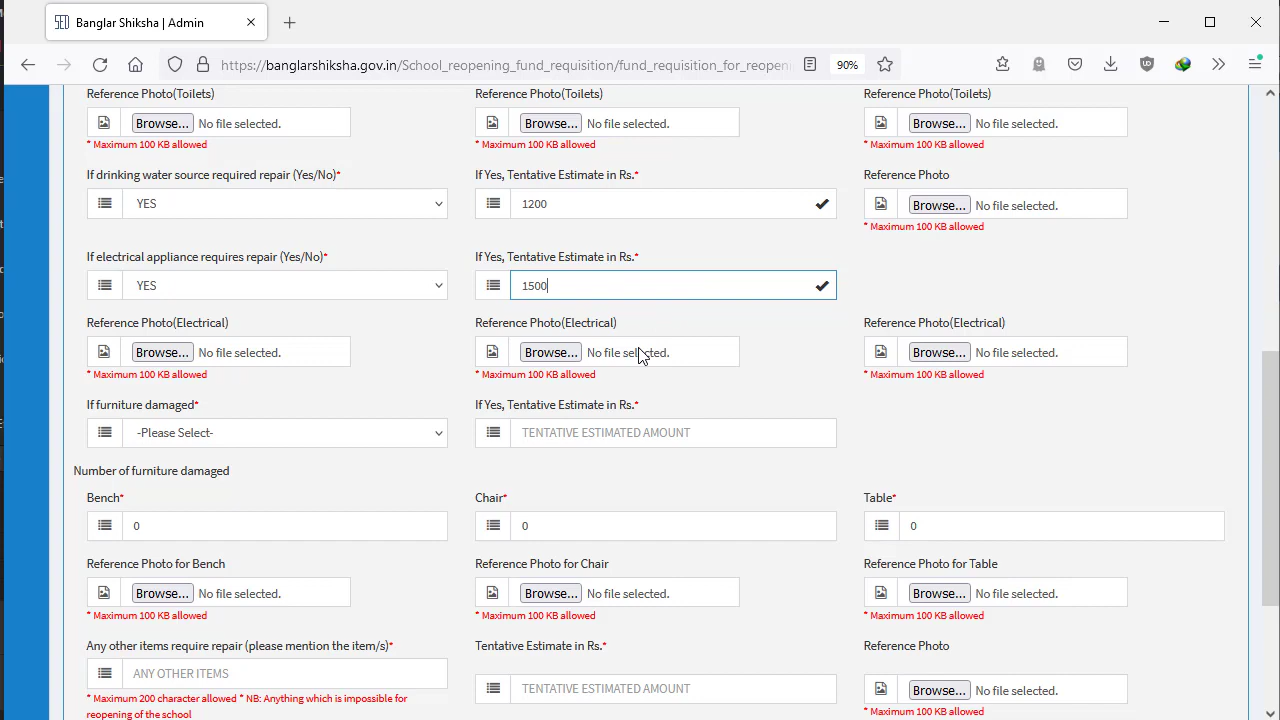 Banglar Shiksha | Admin
https://banglarshiksha.gov.in/School_reopening_fund_requisition/fund_requisition_for_reopeni
90%
Reference Photo(Toilets) Reference Photo(Toilets) Reference Photo(Toilets)
Browse... No file selected. Browse... No file selected. Browse... No file selected.
* Maximum 100 KB allowed * Maximum 100 KB allowed * Maximum 100 KB allowed
If drinking water source required repair (Yes/No)* If Yes, Tentative Estimate in Rs.* Reference Photo
YES 1200 Browse... No file selected.
* Maximum 100 KB allowed
If electrical appliance requires repair (Yes/No)* If Yes, Tentative Estimate in Rs.*
YES 1500
Reference Photo(Electrical) Reference Photo(Electrical) Reference Photo(Electrical)
Browse... No file selected. Browse... No file selected. Browse... No file selected.
* Maximum 100 KB allowed * Maximum 100 KB allowed * Maximum 100 KB allowed
If furniture damaged* If Yes, Tentative Estimate in Rs.*
-Please Select- TENTATIVE ESTIMATED AMOUNT
Number of furniture damaged
Bench* Chair* Table*
0 0 0
Reference Photo for Bench Reference Photo for Chair Reference Photo for Table
Browse... No file selected. Browse... No file selected. Browse... No file selected.
* Maximum 100 KB allowed * Maximum 100 KB allowed * Maximum 100 KB allowed
Any other items require repair (please mention the item/s)* Tentative Estimate in Rs.* Reference Photo
ANY OTHER ITEMS TENTATIVE ESTIMATED AMOUNT Browse... No file selected.
* Maximum 200 character allowed * NB: Anything which is impossible for * Maximum 100 KB allowed
reopening of the school